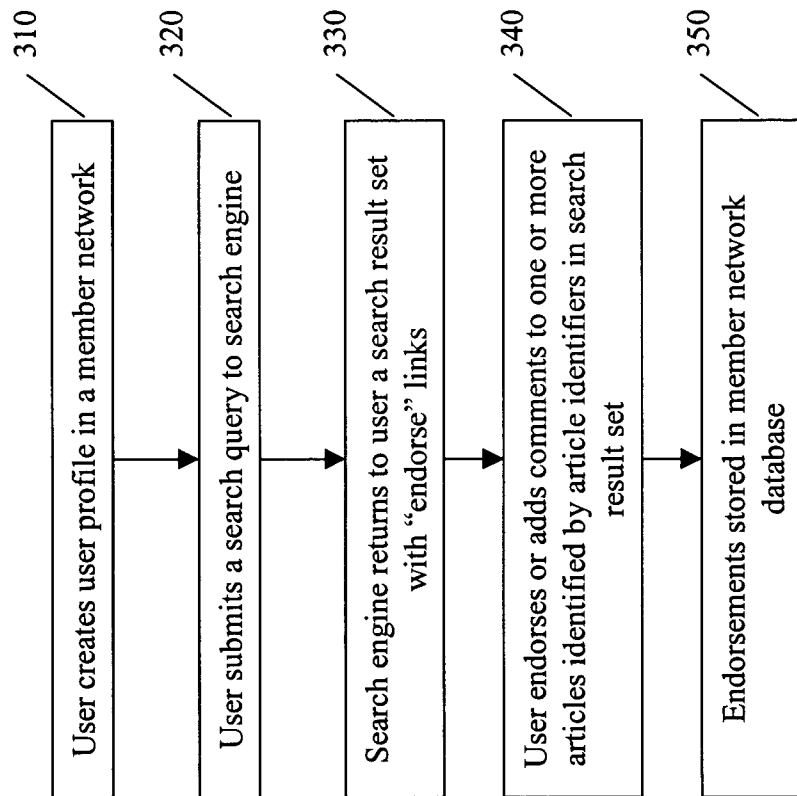 310
User creates user profile in a member network
320
User submits a search query to search engine
330
Search engine returns to user a search result set
with “endorse” links
340
User endorses or adds comments to one or more
articles identified by article identifiers in search
result set
350
Endorsements stored in member network
database